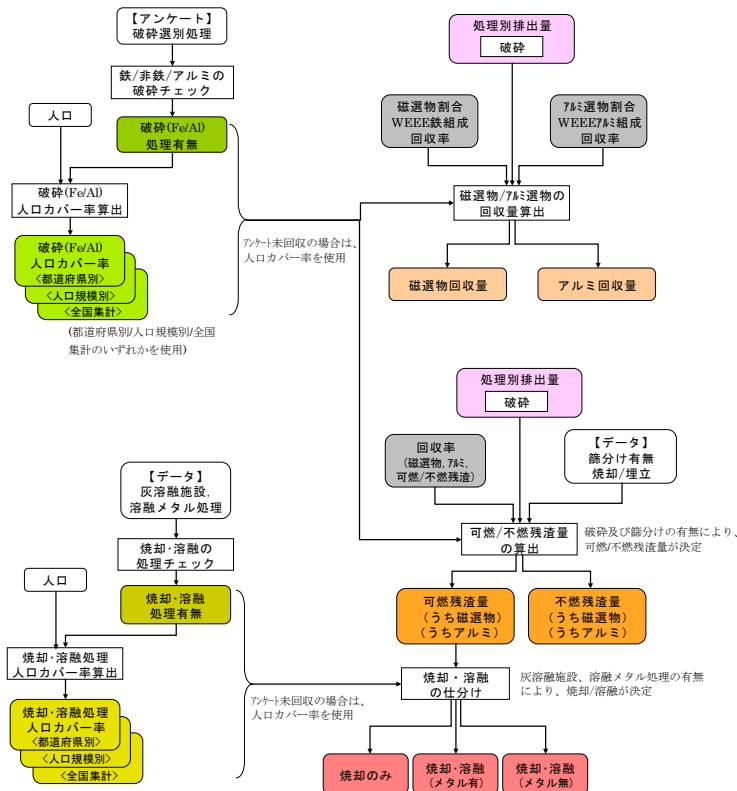 【アンケート】
破砕選別処理
鉄/非鉄/アルミの
破砕チェック
人口
破砕(Fe/Al)
処理有無
破砕(Fe/Al)
人口カバー率算出
破砕(Fe/Al)
人口カバー率
<都道府県別>
<人口規模別>
<全国集計>
(都道府県別/人口規模別/全国
集計のいずれかを使用)
ｱﾝｹｰﾄ未回収の場合は、
人口カバー率を使用
処理別排出量
破砕
磁選物割合
WEEE鉄組成
回収率
ｱﾙﾐ選物割合
WEEEｱﾙﾐ組成
回収率
磁選物/ｱﾙﾐ選物の
回収量算出
磁選物回収量
アルミ回収量
処理別排出量
破砕
回収率
(磁選物,ｱﾙﾐ,
可燃/不燃残渣)
【データ】
篩分け有無
焼却/埋立
可燃/不燃残渣量
の算出
破砕及び篩分けの有無により、
可燃/不燃残渣量が決定
可燃残渣量
(うち磁選物)
(うちアルミ)
不燃残渣量
(うち磁選物)
(うちアルミ)
【データ】
灰溶融施設,
溶融メタル処理
焼却･溶融の
処理チェック
人口
焼却･溶融
処理有無
焼却･溶融処理
人口カバー率算出
焼却･溶融処理
人口カバー率
<都道府県別>
<人口規模別>
<全国集計>
ｱﾝｹｰﾄ未回収の場合は、
人口カバー率を使用
焼却・溶融
の仕分け
灰溶融施設、溶融メタル処理の有無
により、焼却/溶融が決定
焼却のみ
焼却･溶融
(メタル有)
焼却･溶融
(メタル無)